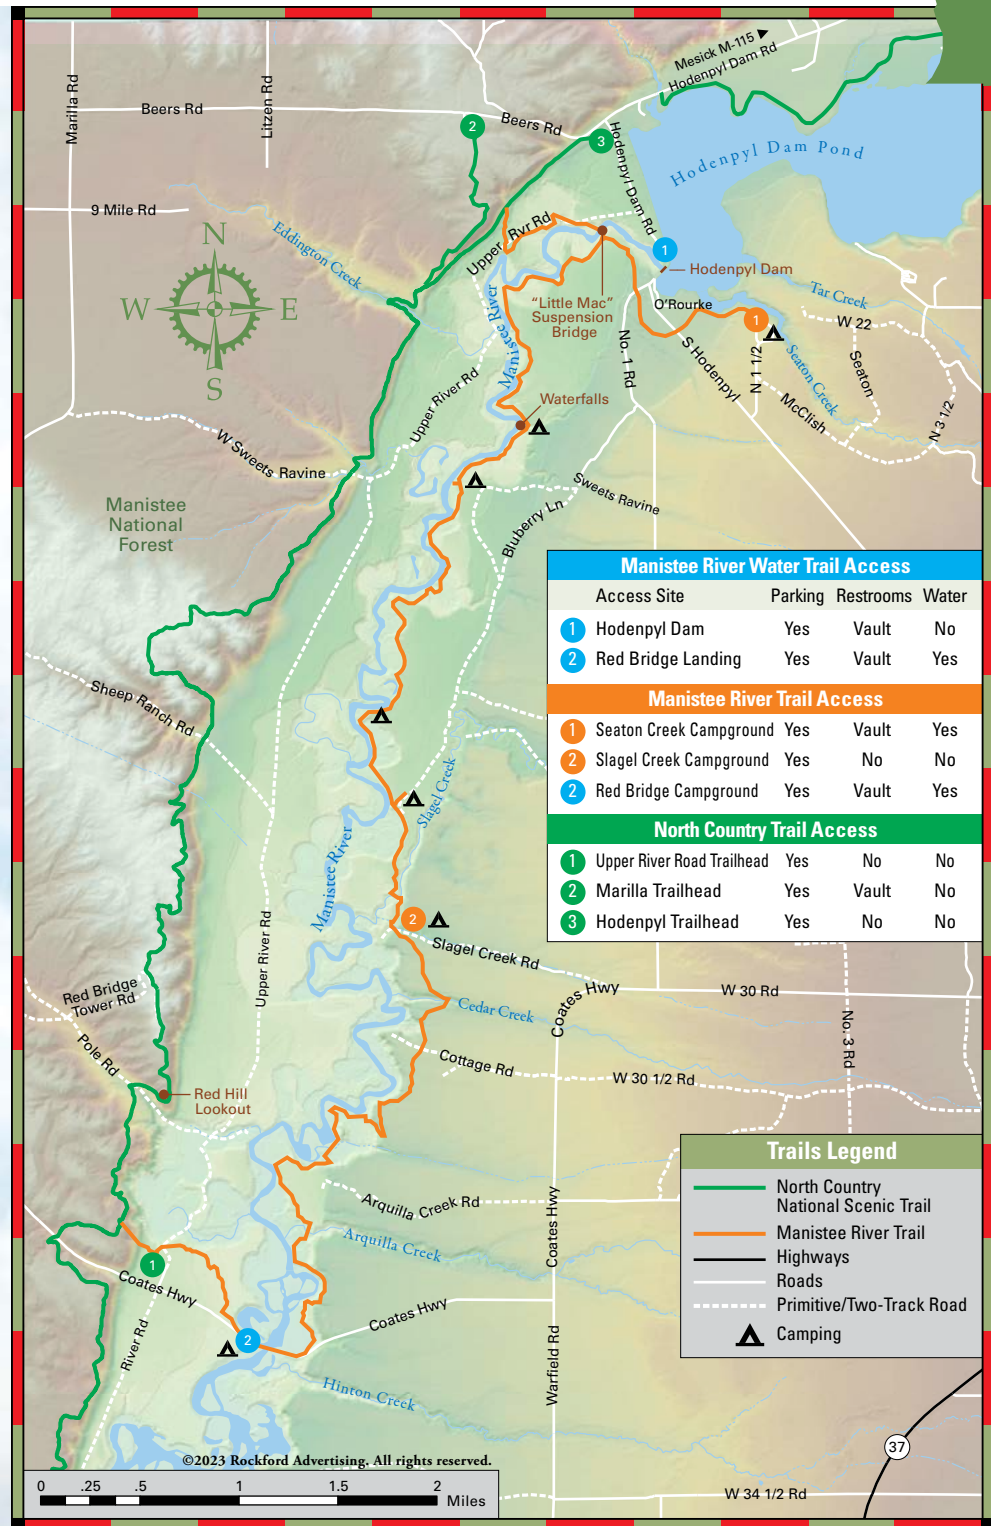 Mesick M-115
Hodenpyl Dam Rd
Marilla Rd
Litzen Rd
Beers Rd
Beers Rd
2
3
Hodenpyl Dam Rd
Hodenpyl Dam Pond
9 Mile Rd
Eddington Creek
Upper Rvr Rd
1
Hodenpyl Dam
N
W
E
S
Manistee River
"Little Mac"
Suspension
Bridge
O'Rourke
Tar Creek
W 22
1
No. 1 Rd
S Hodenpyl
N 1 1/2
Seaton Creek
Seaton
McClish
N 3 1/2
Upper River Rd
Waterfalls
W Sweets Ravine
Sweets Ravine
Bluberry Ln
Manistee
National
Forest
Manistee River Water Trail Access
Access Site Parking Restrooms Water
1 Hodenpyl Dam Yes Vault No
2 Red Bridge Landing Yes Vault Yes
Manistee River Trail Access
1 Seaton Creek Campground Yes Vault Yes
2 Slagel Creek Campground Yes No No
2 Red Bridge Campground Yes Vault Yes
North Country Trail Access
1 Upper River Road Trailhead Yes No No
2 Marilla Trailhead Yes Vault No
3 Hodenpyl Trailhead Yes No No
Sheep Ranch Rd
Slagel Creek
Manistee River
Upper River Rd
2
Slagel Creek Rd
Red Bridge
Tower Rd
Cedar Creek
Coates Hwy
W 30 Rd
No. 3 Rd
Pole Rd
Cottage Rd
W 30 1/2 Rd
Red Hill
Lookout
Trails Legend
North Country
National Scenic Trail
Manistee River Trail
Highways
Roads
Primitive/Two-Track Road
Camping
Arquilla Creek Rd
Arquilla Creek
Coates Hwy
1
Coates Hwy
Coates Hwy
2
River Rd
Warfield Rd
Hinton Creek
37
©2023 Rockford Advertising. All rights reserved.
0 .25 .5 1 1.5 2
Miles
W 34 1/2 Rd